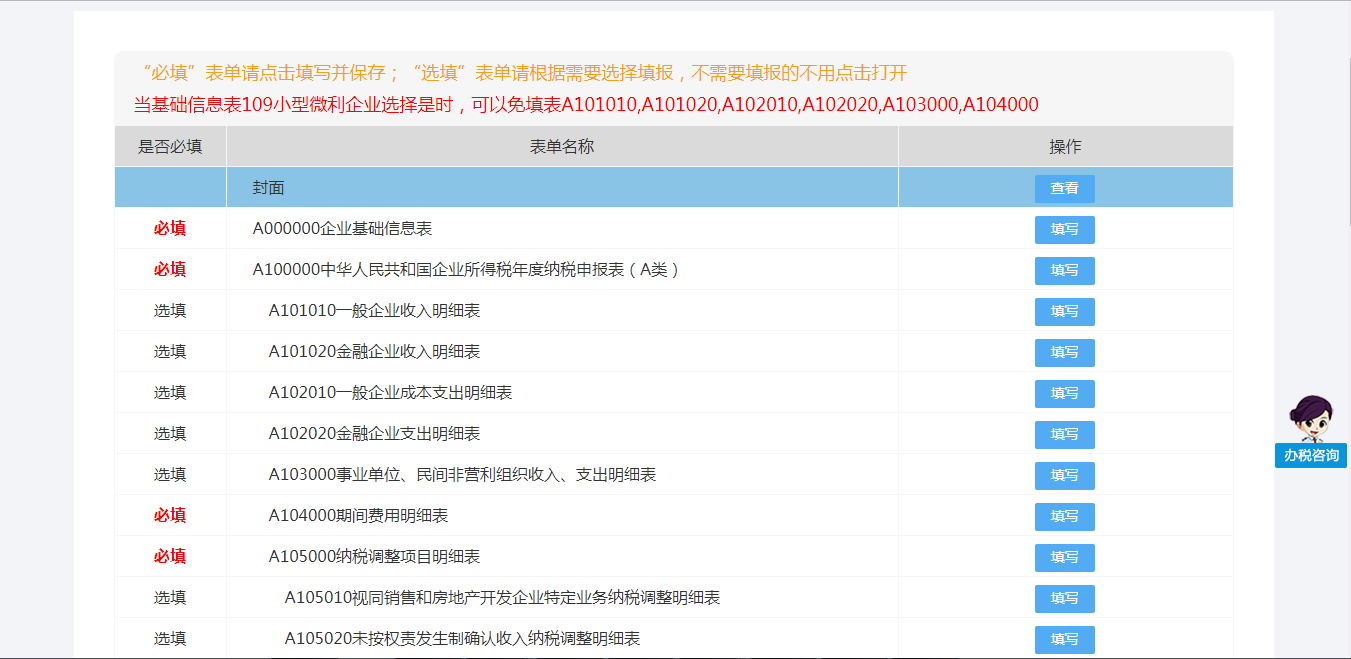 “必填”表单请点击填写并保存；“选填”表单请根据需要选择填报，不需要填报的不用点击打开
当基础信息表109小型微利企业选择是时，可以免填表A101010,A101020,A102010,A102020,A103000,A104000
是否必填 表单名称 操作
封面 查看
必填 A000000企业基础信息表 填写
必填 A100000中华人民共和国企业所得税年度纳税申报表（A类） 填写
选填 A101010一般企业收入明细表 填写
选填 A101020金融企业收入明细表 填写
选填 A102010一般企业成本支出明细表 填写
选填 A102020金融企业支出明细表 填写
选填 A103000事业单位、民间非营利组织收入、支出明细表 填写
必填 A104000期间费用明细表 填写
必填 A105000纳税调整项目明细表 填写
选填 A105010视同销售和房地产开发企业特定业务纳税调整明细表 填写
选填 A105020未按权责发生制确认收入纳税调整明细表 填写
办税咨询